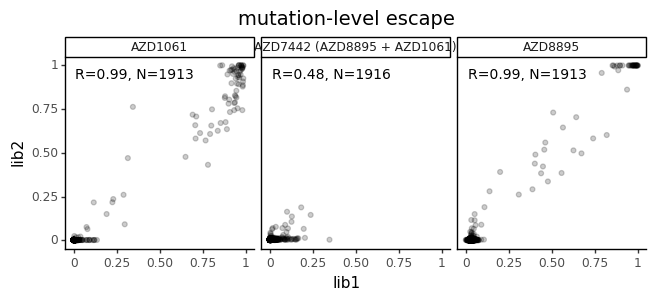 mutation-level escape
AZD1061
AZD7442 (AZD8895 + AZD1061)
AZD8895
R=0.99, N=1913
R=0.48, N=1916
R=0.99, N=1913
lib2
1
0.75
0.50
0.25
0
0
0.25
0.50
0.75
1
0
0.25
0.50
0.75
1
0
0.25
0.50
0.75
1
lib1